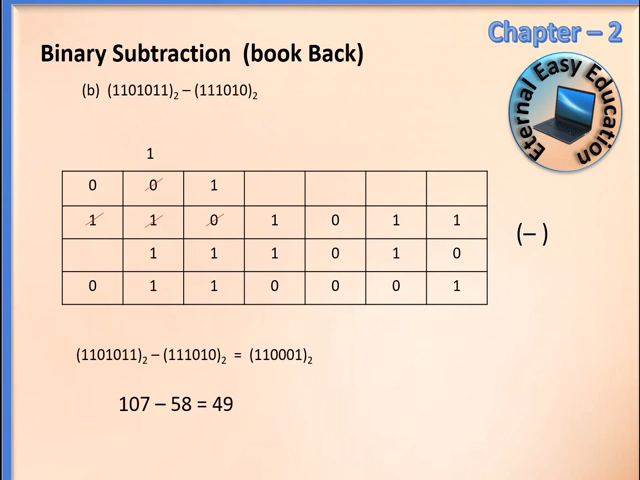 Chapter – 2
Binary Subtraction (book Back)
Eternal Easy Education
(b) (1101011)2 – (111010)2
1
0 0 1
1 1 0 1 0 1 1
(– )
1 1 1 0 1 0
0 1 1 0 0 0 1
(1101011)2 – (111010)2 = (110001)2
107 – 58 = 49